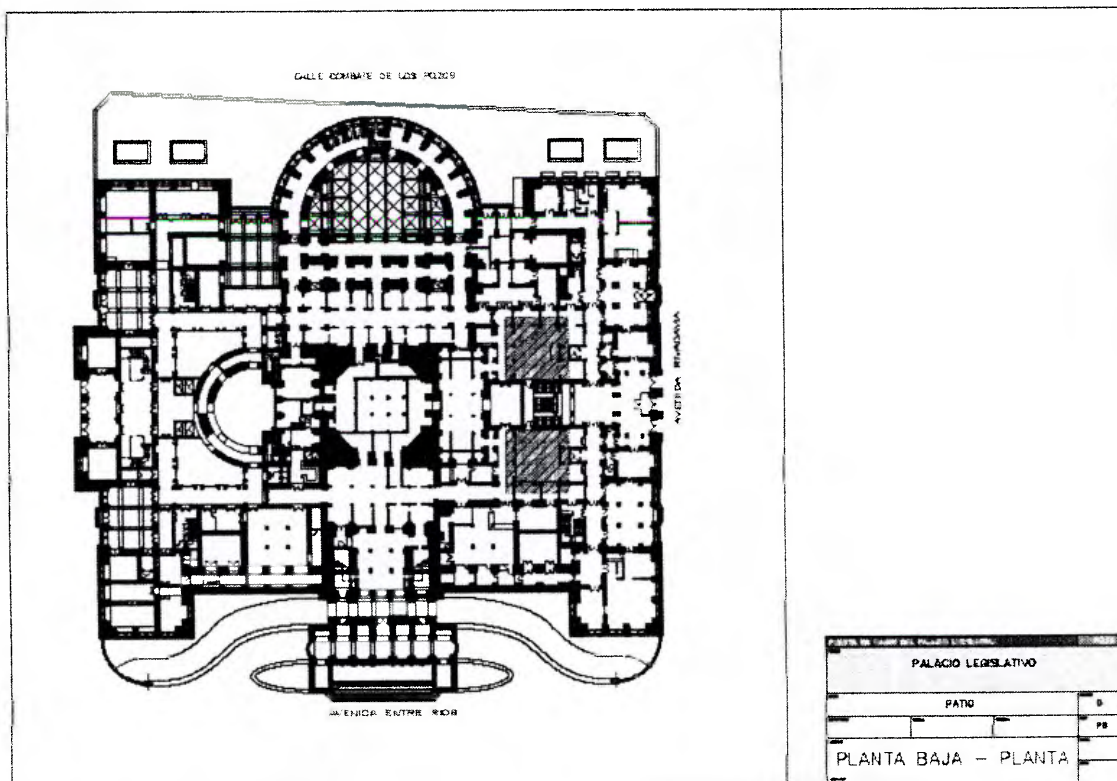 CALLE COMBATE DE LOS POZOS
AVENIDA RIVADAVIA
AVENIDA ENTRE RIOS
PALACIO LEGISLATIVO
PATIO
PB
PLANTA BAJA - PLANTA